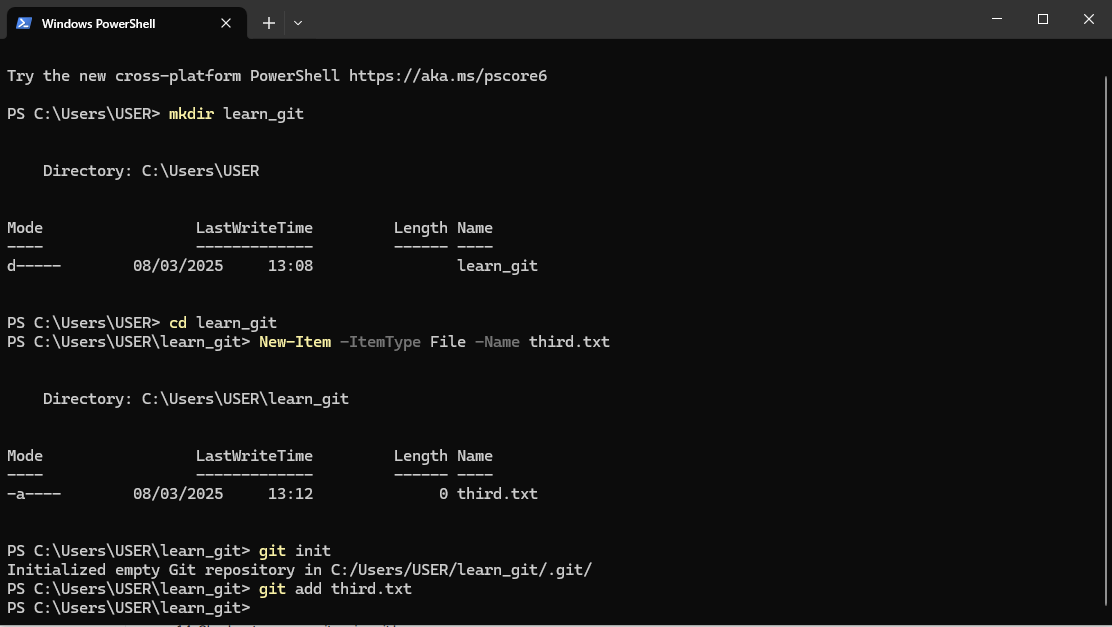 Windows PowerShell
Try the new cross-platform PowerShell https://aka.ms/pscore6
PS C:\Users\USER> mkdir learn_git
Directory: C:\Users\USER
Mode LastWriteTime Length Name
---- ------------- ------ ----
d----- 08/03/2025 13:08 learn_git
PS C:\Users\USER> cd learn_git
PS C:\Users\USER\learn_git> New-Item -ItemType File -Name third.txt
Directory: C:\Users\USER\learn_git
Mode LastWriteTime Length Name
---- ------------- ------ ----
-a---- 08/03/2025 13:12 0 third.txt
PS C:\Users\USER\learn_git> git init
Initialized empty Git repository in C:/Users/USER/learn_git/.git/
PS C:\Users\USER\learn_git> git add third.txt
PS C:\Users\USER\learn_git>